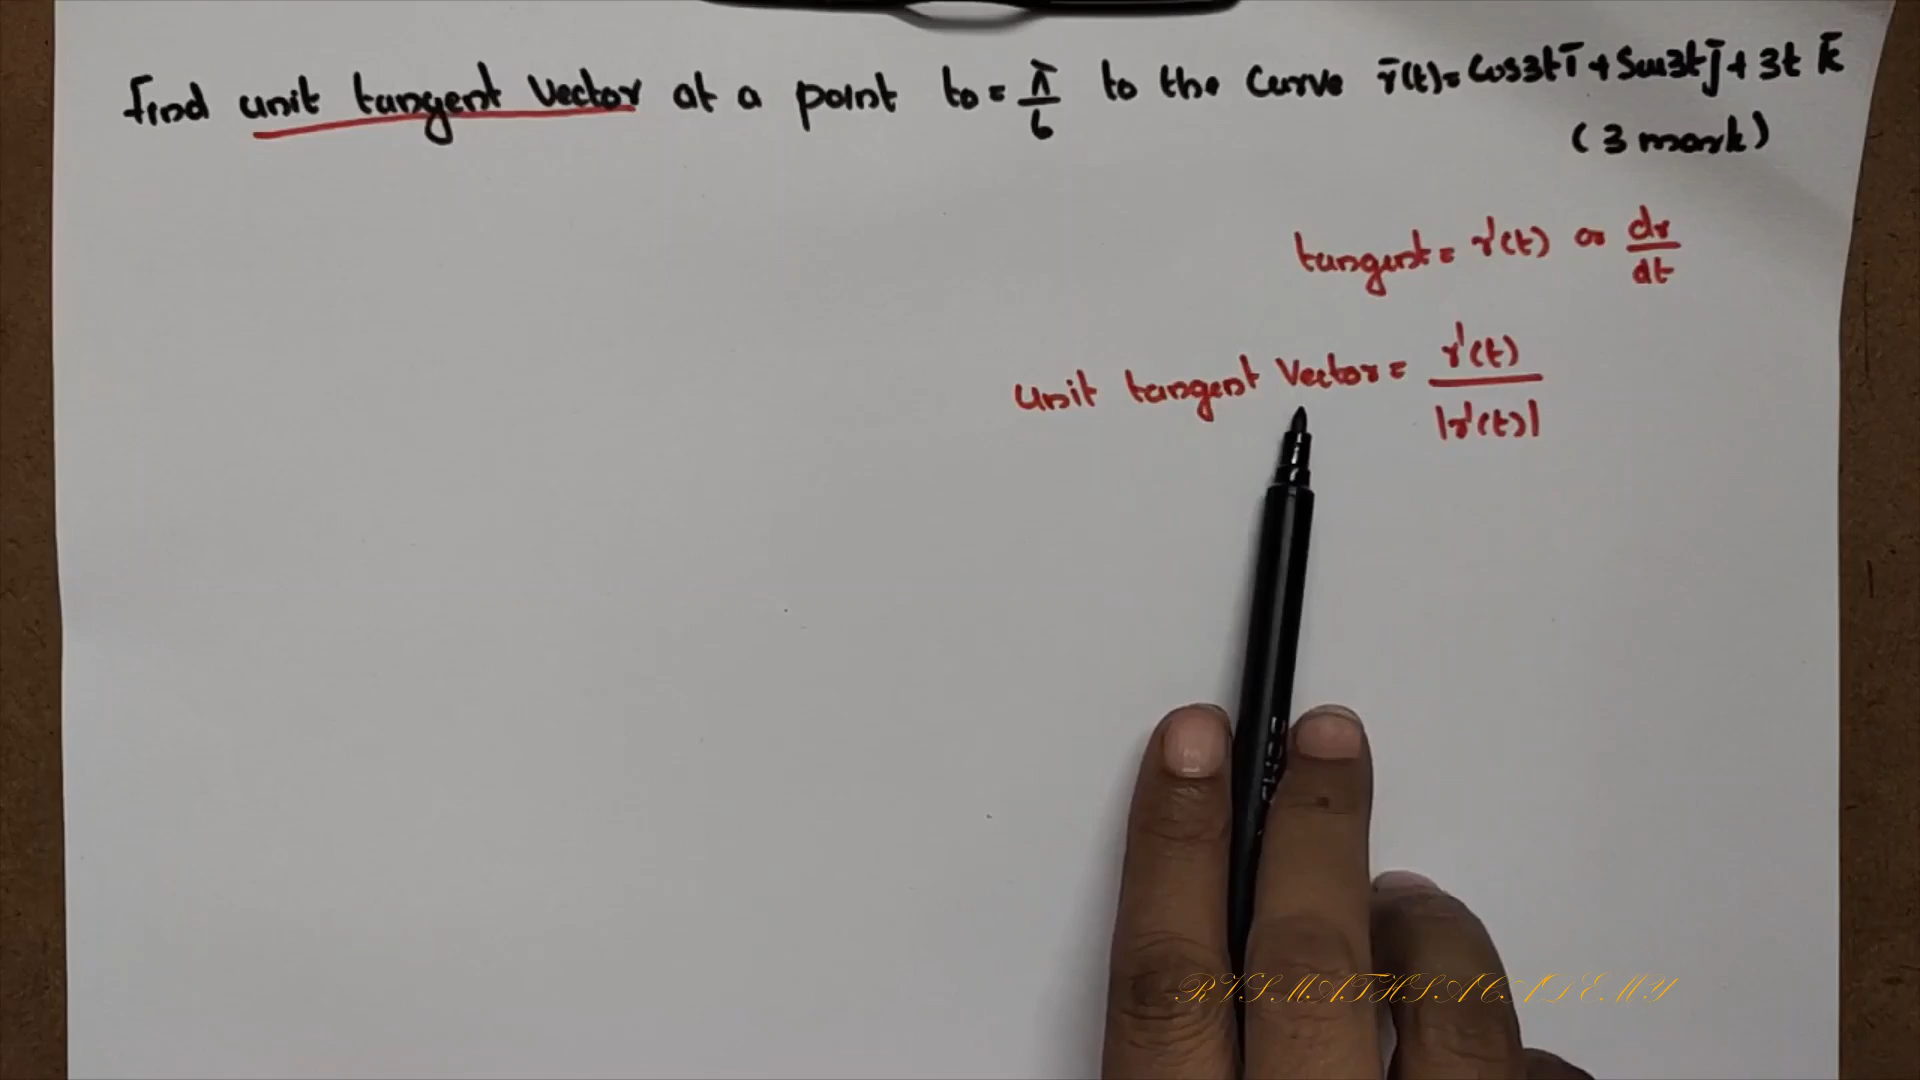 find unit tangent vector at a point to = π/6 to the curve r̄(t)= Cos3t ī + Sin3t j̄ + 3t k̄
(3 mark)
tangent = r'(t) or dr/dt
unit tangent vector = r'(t)/|r'(t)|
RVSMATHSACADEMY